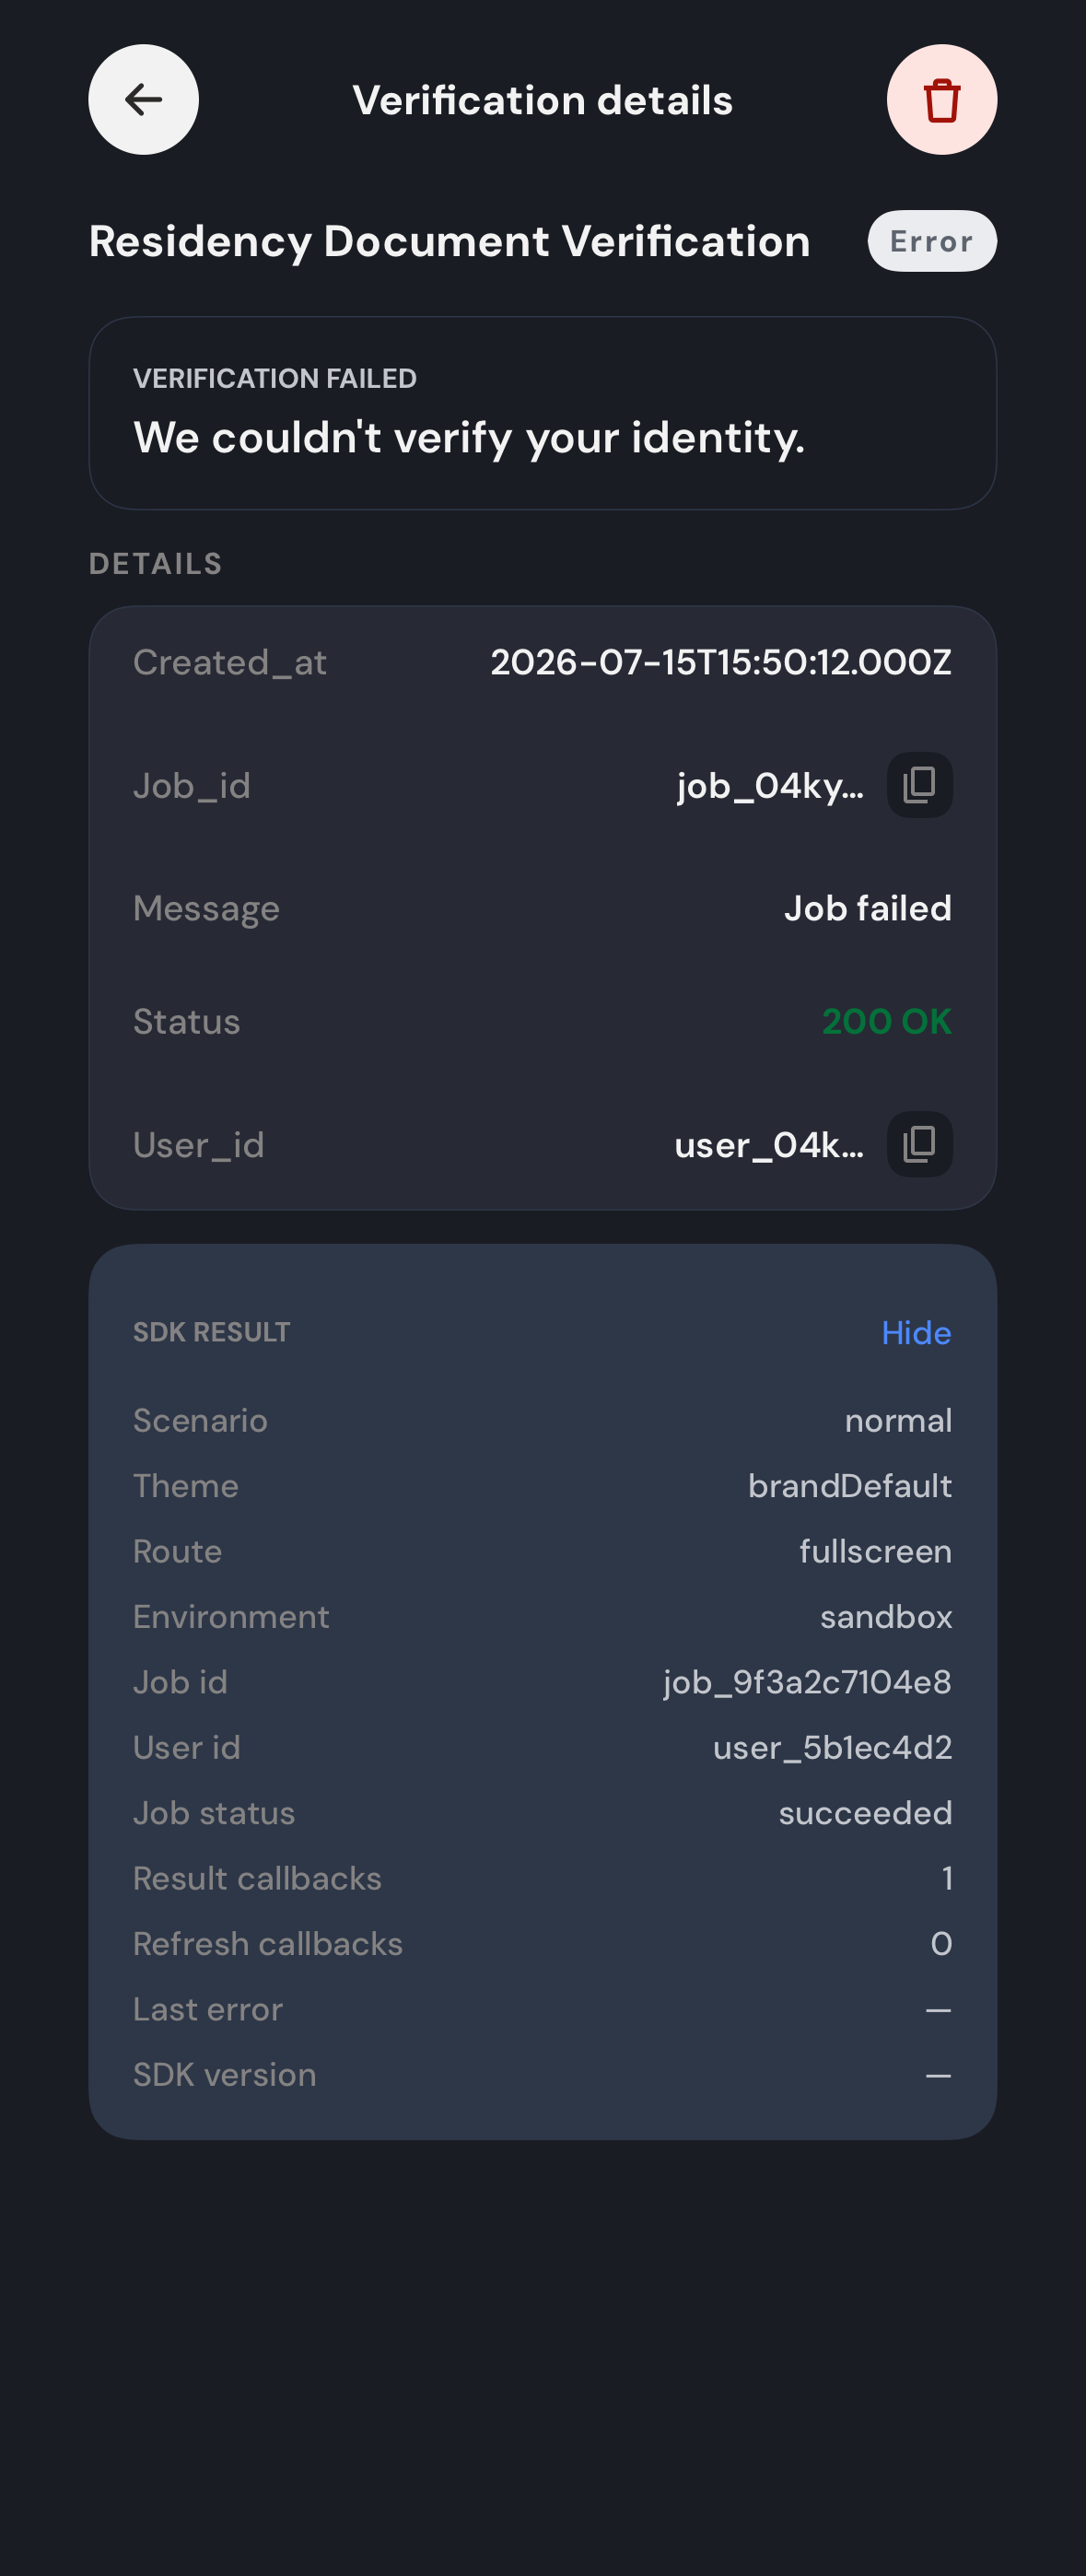 Verification details
Residency Document Verification Error
VERIFICATION FAILED
We couldn't verify your identity.
DETAILS
Created_at 2026-07-15T15:50:12.000Z
Job_id job_04ky...
Message Job failed
Status 200 OK
User_id user_04k...
SDK RESULT Hide
Scenario normal
Theme brandDefault
Route fullscreen
Environment sandbox
Job id job_9f3a2c7104e8
User id user_5b1ec4d2
Job status succeeded
Result callbacks 1
Refresh callbacks 0
Last error —
SDK version —